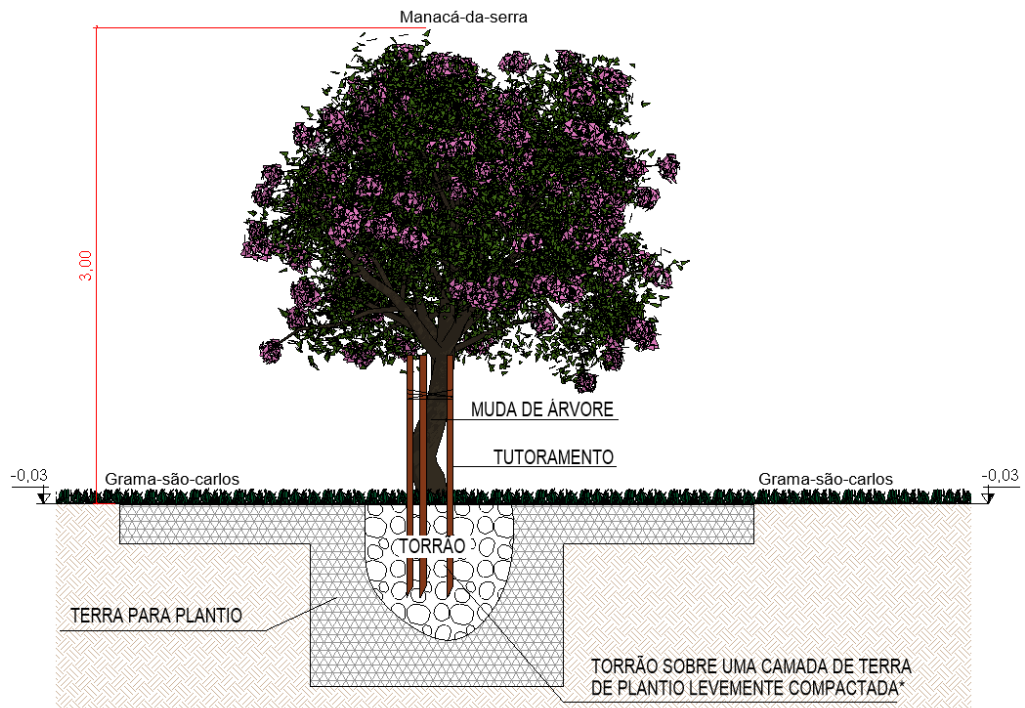 Manacá-da-serra
3,00
MUDA DE ÁRVORE
TUTORAMENTO
-0,03
Grama-são-carlos
Grama-são-carlos
-0,03
TORRÃO
TERRA PARA PLANTIO
TORRÃO SOBRE UMA CAMADA DE TERRA
DE PLANTIO LEVEMENTE COMPACTADA*